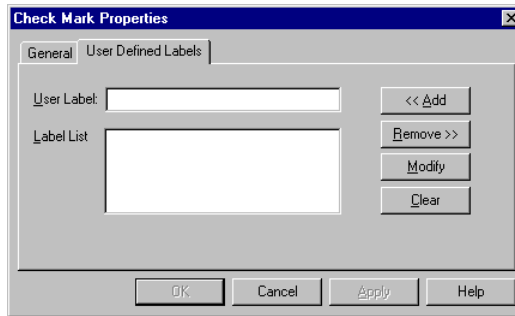 Check Mark Properties
General User Defined Labels
User Label: << Add
Label List Remove >>
Modify
Clear
OK Cancel Apply Help